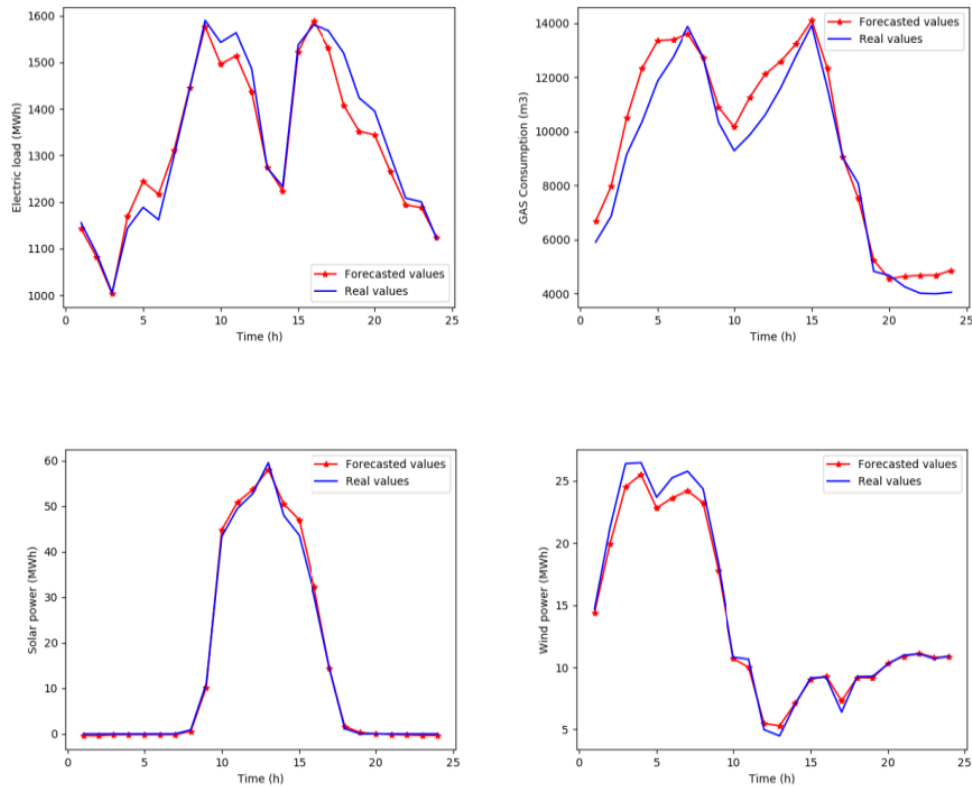 1600
1500
1400
1300
1200
1100
1000
Electric load (MWh)
Forecasted values
Real values
0 5 10 15 20 25
Time (h)
14000
12000
10000
8000
6000
4000
GAS Consumption (m3)
Forecasted values
Real values
0 5 10 15 20 25
Time (h)
60
50
40
30
20
10
0
Solar power (MWh)
Forecasted values
Real values
0 5 10 15 20 25
Time (h)
25
20
15
10
5
Wind power (MWh)
Forecasted values
Real values
0 5 10 15 20 25
Time (h)